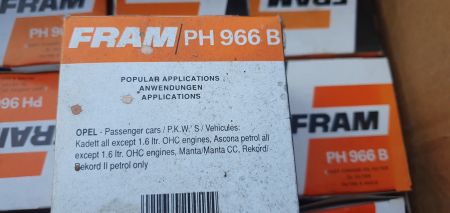 FRAM PH 966 B
POPULAR APPLICATIONS
ANWENDUNGEN
APPLICATIONS
OPEL - Passenger cars / P.K.W.' S / Vehicules
Kadett all except 1.6 ltr. OHC engines, Ascona petrol all
except 1.6 ltr. OHC engines, Manta/Manta CC, Rekord/
Rekord II petrol only
FRAM
PH 966 B
966 PH
FRAM